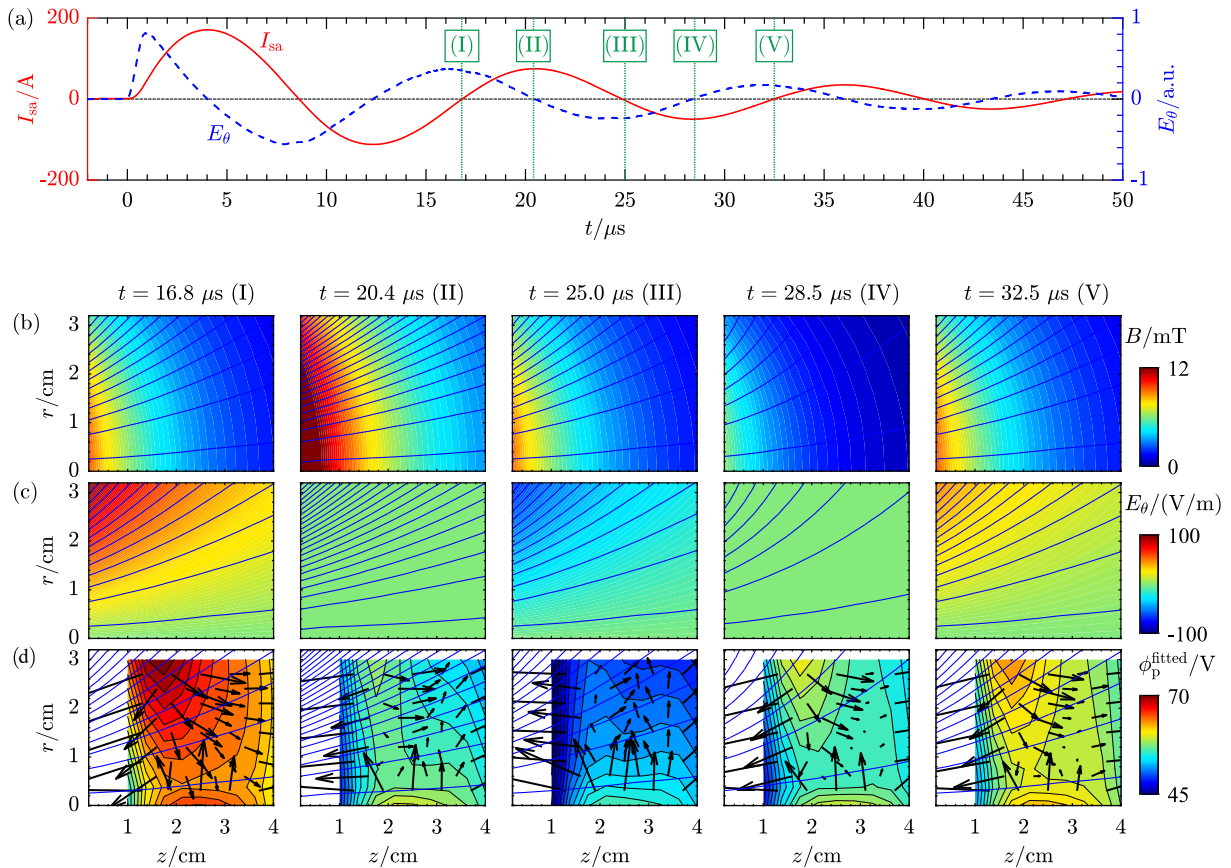 (a)
200
0
-200
I_sa/A
I_sa
E_θ
(I)
(II)
(III)
(IV)
(V)
1
0
-1
E_θ/a.u.
0 5 10 15 20 25 30 35 40 45 50
t/μs
t = 16.8 μs (I) t = 20.4 μs (II) t = 25.0 μs (III) t = 28.5 μs (IV) t = 32.5 μs (V)
(b)
3
2
1
0
r/cm
B/mT
12
0
(c)
3
2
1
0
r/cm
E_θ/(V/m)
100
-100
(d)
3
2
1
0
r/cm
ϕ_p^fitted/V
70
45
1 2 3 4 1 2 3 4 1 2 3 4 1 2 3 4 1 2 3 4
z/cm z/cm z/cm z/cm z/cm